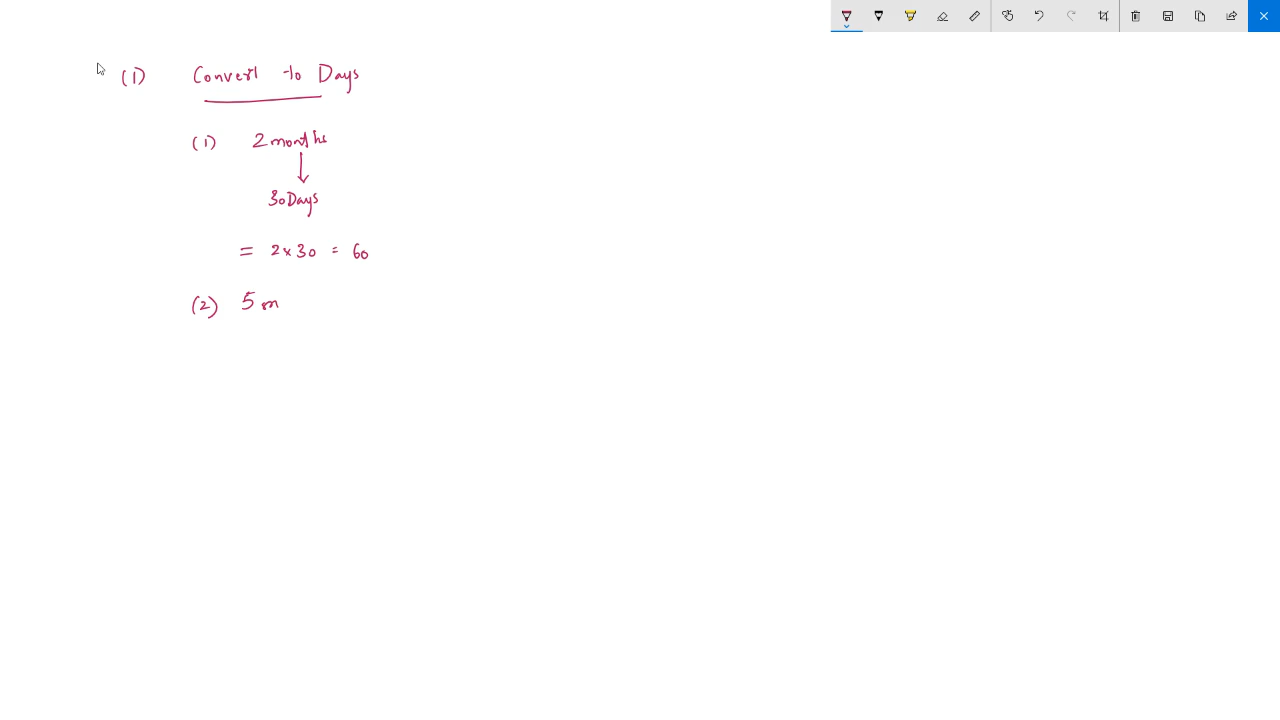 (1) Convert to Days
(1) 2 months
30 Days
= 2 x 30 = 60
(2) 5 m